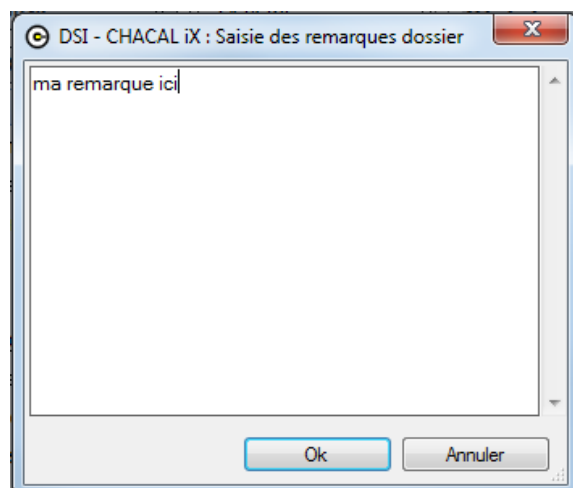 DSI - CHACAL iX : Saisie des remarques dossier
ma remarque ici
Ok
Annuler